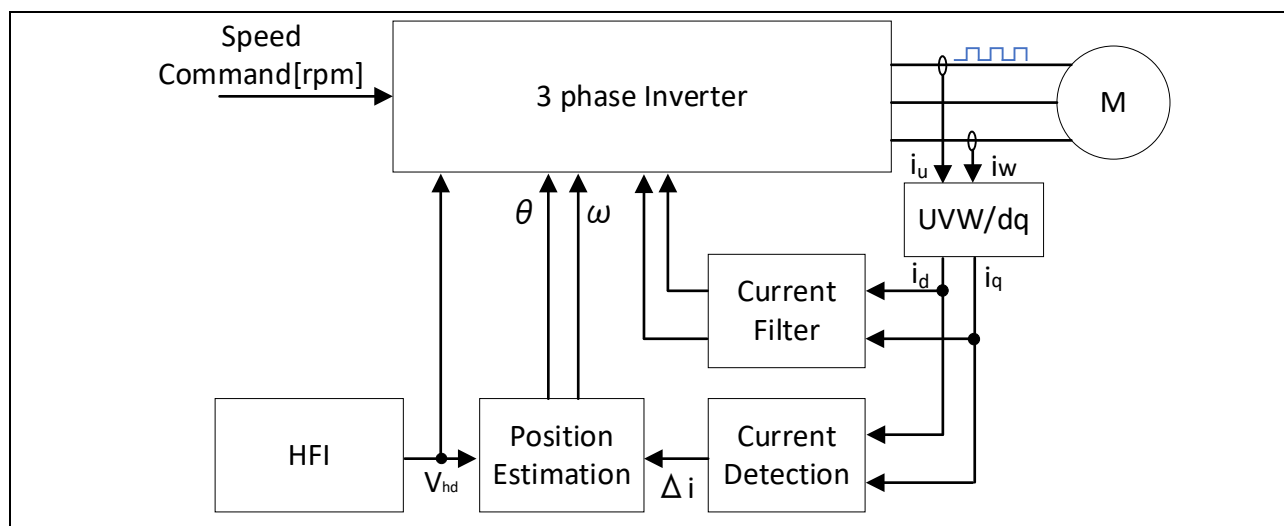 Speed
Command[rpm]
3 phase Inverter
M
iu
iw
θ
ω
UVW/dq
id
iq
Current
Filter
HFI
Vhd
Position
Estimation
Δ i
Current
Detection